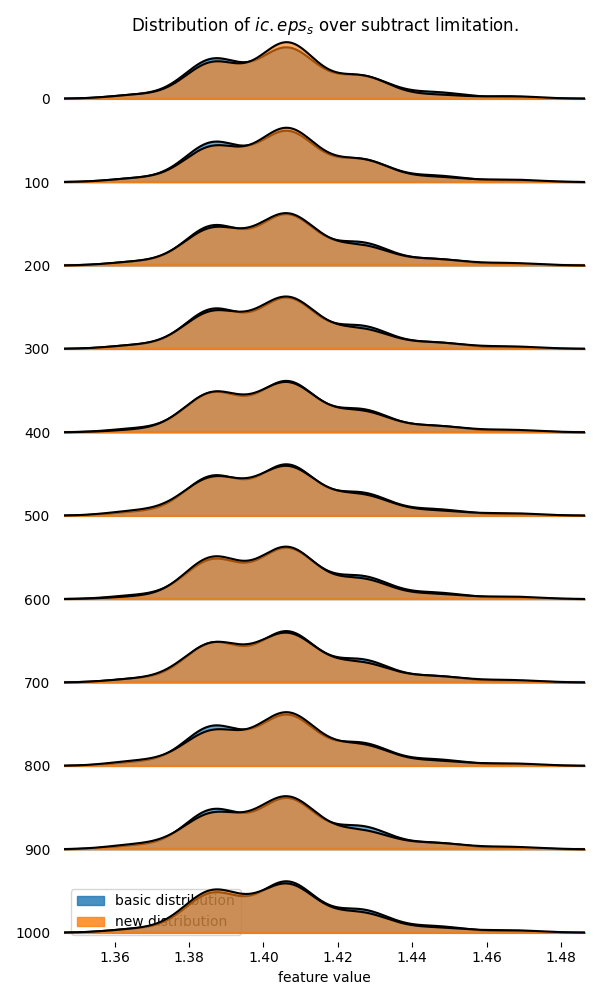 Distribution of ic.eps_s over subtract limitation.
0
100
200
300
400
500
600
700
800
900
1000
basic distribution
new distribution
1.36 1.38 1.40 1.42 1.44 1.46 1.48
feature value